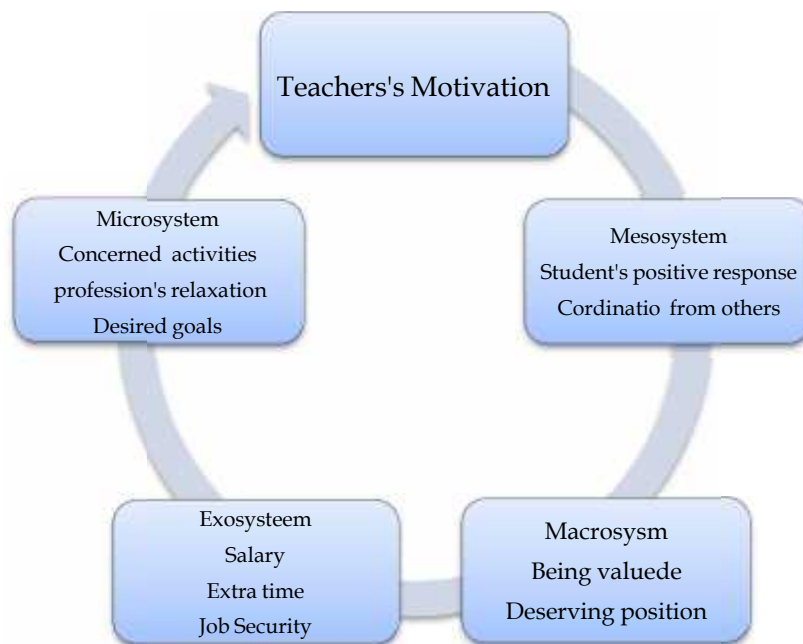 Teachers's Motivation
Microsystem
Concerned activities
profession's relaxation
Desired goals
Mesosystem
Student's positive response
Cordinatio from others
Exosysteem
Salary
Extra time
Job Security
Macrosysm
Being valuede
Deserving position